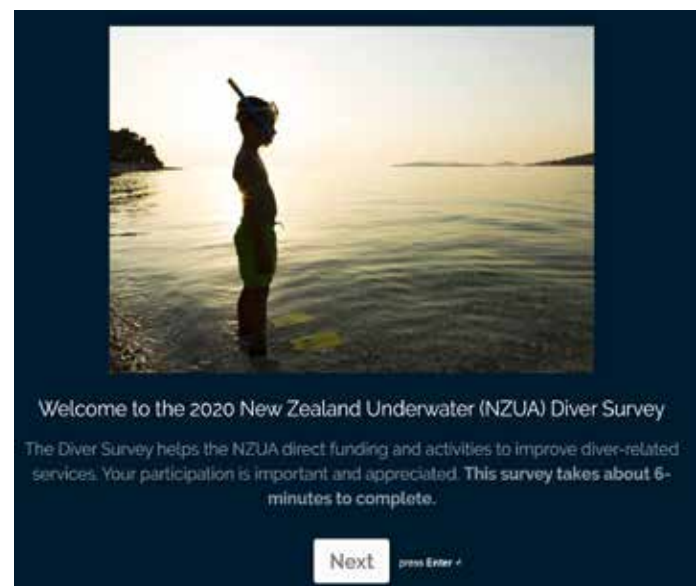 Welcome to the 2020 New Zealand Underwater (NZUA) Diver Survey
The Diver Survey helps the NZUA direct funding and activities to improve diver-related
services. Your participation is important and appreciated. This survey takes about 6-
minutes to complete.
Next press Enter ↵